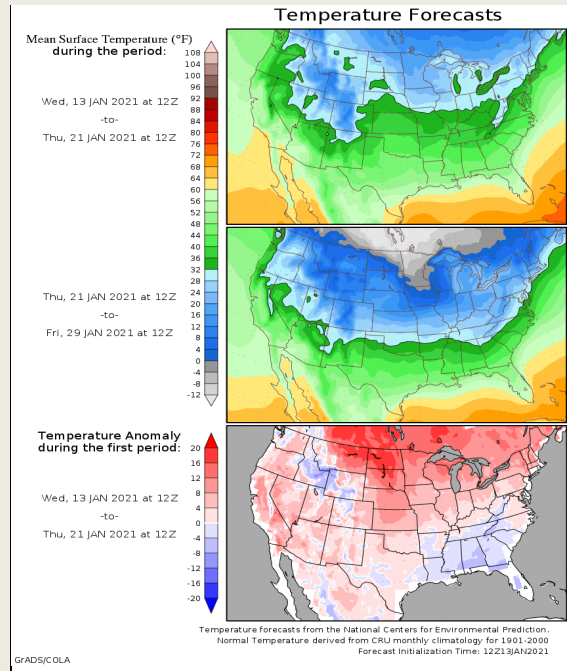 Temperature Forecasts
Mean Surface Temperature (°F)
during the period:
Wed, 13 JAN 2021 at 12Z
-to-
Thu, 21 JAN 2021 at 12Z
108
104
100
96
92
88
84
80
76
72
68
64
60
56
52
48
44
40
36
32
28
24
20
16
12
8
4
0
-4
-8
-12
Thu, 21 JAN 2021 at 12Z
-to-
Fri, 29 JAN 2021 at 12Z
Temperature Anomaly
during the first period:
Wed, 13 JAN 2021 at 12Z
-to-
Thu, 21 JAN 2021 at 12Z
20
16
12
8
4
0
-4
-8
-12
-16
-20
Temperature forecasts from the National Centers for Environmental Prediction.
Normal Temperature derived from CRU monthly climatology for 1901-2000
Forecast Initialization Time: 12Z13JAN2021
GrADS/COLA